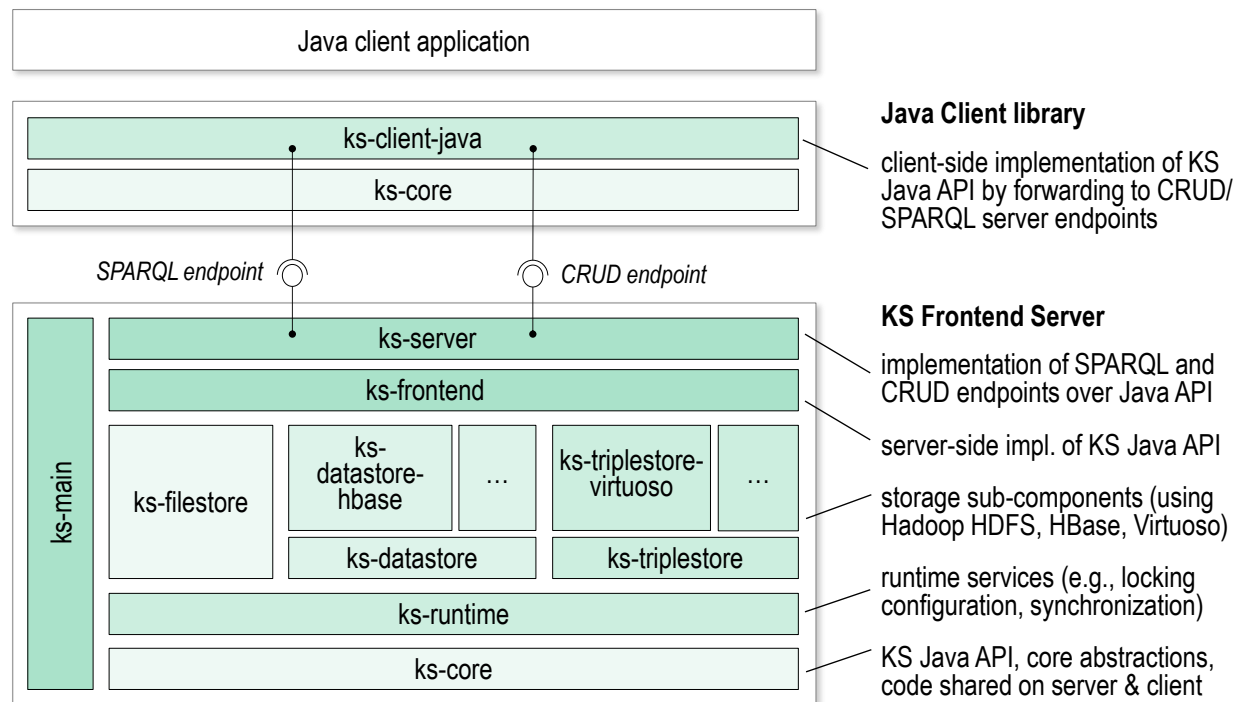 Java client application
ks-client-java
ks-core
Java Client library
client-side implementation of KS
Java API by forwarding to CRUD/
SPARQL server endpoints
SPARQL endpoint
CRUD endpoint
ks-main
ks-server
ks-frontend
ks-filestore
ks-
datastore-
hbase
...
ks-triplestore-
virtuoso
...
ks-datastore
ks-triplestore
ks-runtime
ks-core
KS Frontend Server
implementation of SPARQL and
CRUD endpoints over Java API
server-side impl. of KS Java API
storage sub-components (using
Hadoop HDFS, HBase, Virtuoso)
runtime services (e.g., locking
configuration, synchronization)
KS Java API, core abstractions,
code shared on server & client